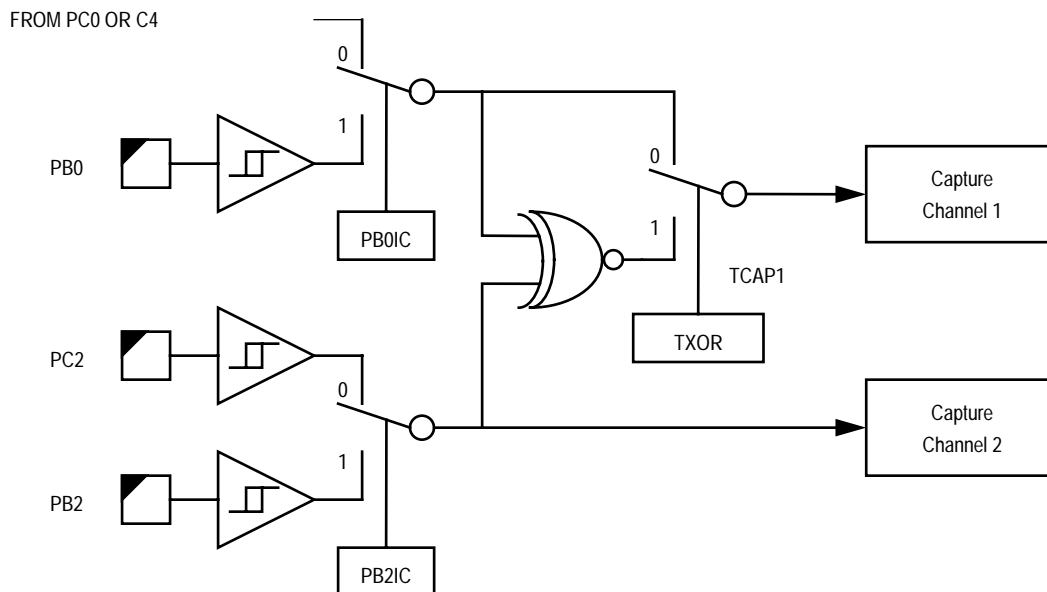 FROM PC0 OR C4
0
1
PB0
PB0IC
0
1
Capture
Channel 1
TCAP1
TXOR
PC2
0
1
PB2
PB2IC
Capture
Channel 2